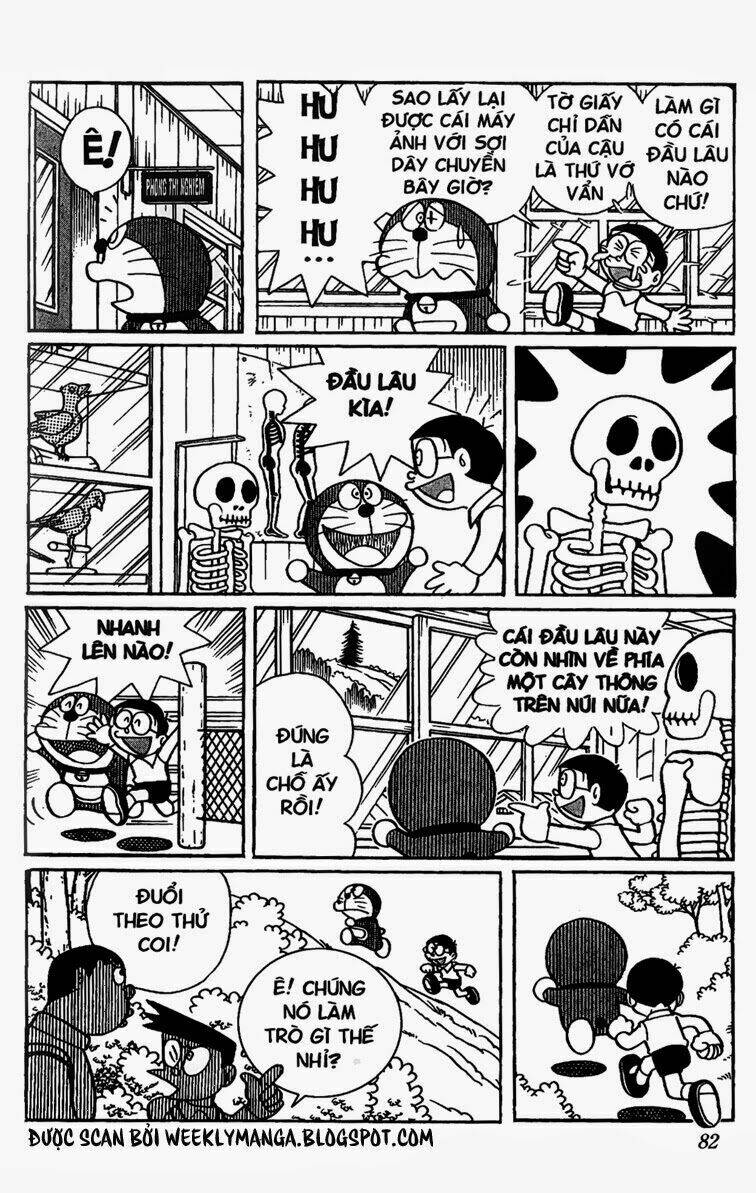 LÀM GÌ
CÓ CÁI
ĐẦU LÂU
NÀO
CHỨ!
TỜ GIẤY
CHỈ DẪN
CỦA CẬU
LÀ THỨ VỚ
VẨN
SAO LẤY LẠI
ĐƯỢC CÁI MÁY
ẢNH VỚI SỢI
DÂY CHUYỀN
BÂY GIỜ?
HƯ
HƯ
HƯ
HƯ
...
Ê!
PHÒNG THÍ NGHIỆM
ĐẦU LÂU
KÌA!
CÁI ĐẦU LÂU NÀY
CÒN NHÌN VỀ PHÍA
MỘT CÂY THÔNG
TRÊN NÚI NỮA!
ĐÚNG
LÀ
CHỖ ẤY
RỒI!
NHANH
LÊN NÀO!
Ê! CHÚNG
NÓ LÀM
TRÒ GÌ THẾ
NHỈ?
ĐUỔI
THEO THỬ
COI!
ĐƯỢC SCAN BỞI WEEKLYMANGA.BLOGSPOT.COM
82